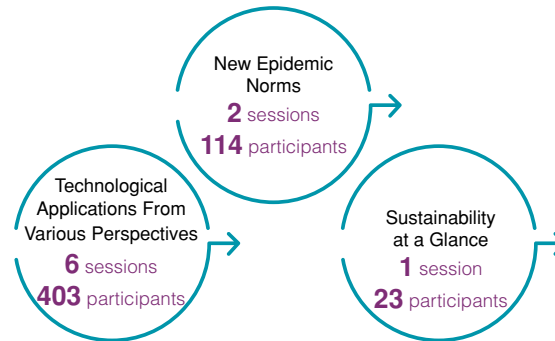 New Epidemic
Norms
2 sessions
114 participants
Technological
Applications From
Various Perspectives
6 sessions
403 participants
Sustainability
at a Glance
1 session
23 participants